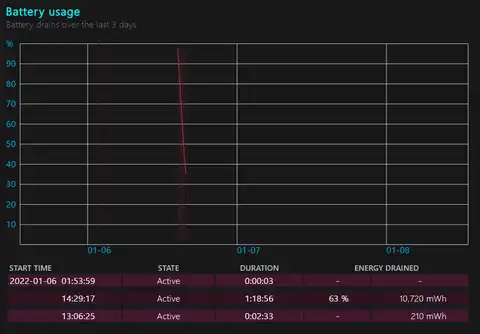 Battery usage
Battery drains over the last 3 days
%
90
80
70
60
50
40
30
20
10
01-06 01-07 01-08
START TIME STATE DURATION ENERGY DRAINED
2022-01-06 01:53:59 Active 0:00:03 - -
14:29:17 Active 1:18:56 63 % 10,720 mWh
13:06:25 Active 0:02:33 - 210 mWh